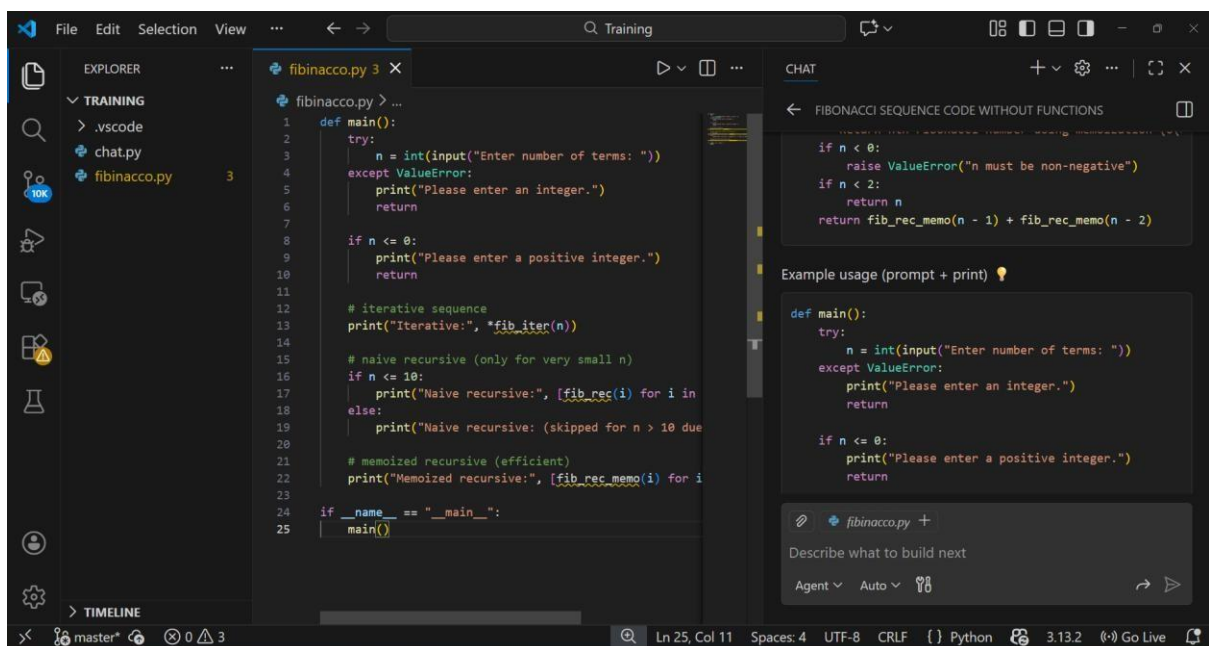 File Edit Selection View ... Training
EXPLORER ...
TRAINING
.vscode
chat.py
fibinacco.py 3
10K
TIMELINE
fibinacco.py 3
fibinacco.py > ...
1 def main():
2 try:
3 n = int(input("Enter number of terms: "))
4 except ValueError:
5 print("Please enter an integer.")
6 return
7
8 if n <= 0:
9 print("Please enter a positive integer.")
10 return
11
12 # iterative sequence
13 print("Iterative:", *fib_iter(n))
14
15 # naive recursive (only for very small n)
16 if n <= 10:
17 print("Naive recursive:", [fib_rec(i) for i in
18 else:
19 print("Naive recursive: (skipped for n > 10 due
20
21 # memoized recursive (efficient)
22 print("Memoized recursive:", [fib_rec_memo(i) for i
23
24 if __name__ == "__main__":
25 main()
CHAT
FIBONACCI SEQUENCE CODE WITHOUT FUNCTIONS
if n < 0:
raise ValueError("n must be non-negative")
if n < 2:
return n
return fib_rec_memo(n - 1) + fib_rec_memo(n - 2)
Example usage (prompt + print) 💡
def main():
try:
n = int(input("Enter number of terms: "))
except ValueError:
print("Please enter an integer.")
return
if n <= 0:
print("Please enter a positive integer.")
return
fibinacco.py +
Describe what to build next
Agent Auto
master* 0 3 Ln 25, Col 11 Spaces: 4 UTF-8 CRLF {} Python 3.13.2 Go Live